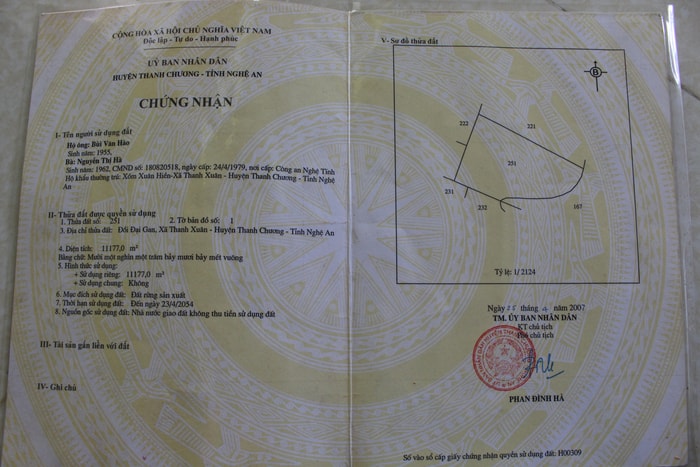 CỘNG HÒA XÃ HỘI CHỦ NGHĨA VIỆT NAM
Độc lập - Tự do - Hạnh phúc
UỶ BAN NHÂN DÂN
HUYỆN THANH CHƯƠNG - TỈNH NGHỆ AN
CHỨNG NHẬN
I- Tên người sử dụng đất
Hộ ông: Bùi Văn Hào
Sinh năm: 1955,
Bà: Nguyễn Thị Hà
Sinh năm: 1962, CMND số: 180820518, ngày cấp: 24/4/1979, nơi cấp: Công an Nghệ Tĩnh
Hộ khẩu thường trú: Xóm Xuân Hiền-Xã Thanh Xuân - Huyện Thanh Chương - Tỉnh Nghệ
An
II- Thửa đất được quyền sử dụng
1. Thửa đất số: 251 2. Tờ bản đồ số: 1
3. Địa chỉ thửa đất: Đồi Đại Gan, Xã Thanh Xuân - Huyện Thanh Chương - Tỉnh Nghệ An
4. Diện tích: 11177,0 m²
Bằng chữ: Mười một nghìn một trăm bảy mươi bảy mét vuông
5. Hình thức sử dụng:
+ Sử dụng riêng: 11177,0 m²
+ Sử dụng chung: Không
6. Mục đích sử dụng đất: Đất rừng sản xuất
7. Thời hạn sử dụng đất: Đến ngày 23/4/2054
8. Nguồn gốc sử dụng đất: Nhà nước giao đất không thu tiền sử dụng đất
III- Tài sản gắn liền với đất
IV- Ghi chú
V- Sơ đồ thửa đất
B
222
221
251
231
232
167
Tỷ lệ: 1/ 2124
Ngày tháng năm 2007
TM. ỦY BAN NHÂN DÂN
KT chủ tịch
Phó chủ tịch
PHAN ĐÌNH HÀ
Số vào sổ cấp giấy chứng nhận quyền sử dụng đất: H00309